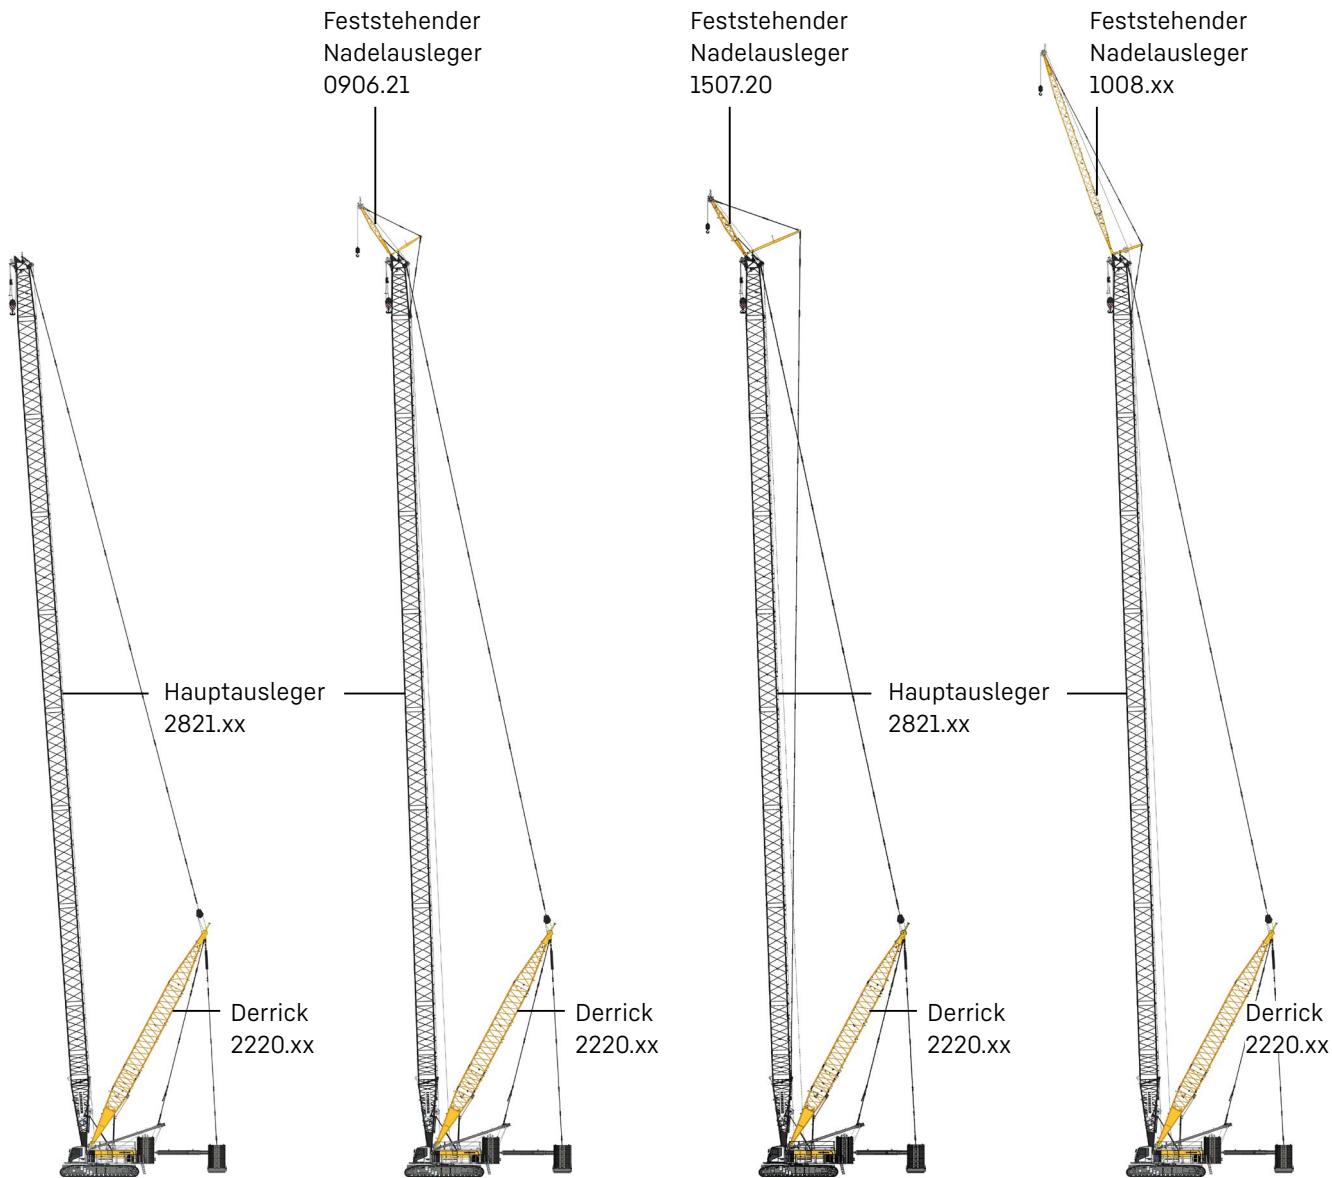 Feststehender
Nadelausleger
0906.21
Feststehender
Nadelausleger
1507.20
Feststehender
Nadelausleger
1008.xx
Hauptausleger
2821.xx
Hauptausleger
2821.xx
Derrick
2220.xx
Derrick
2220.xx
Derrick
2220.xx
Derrick
2220.xx